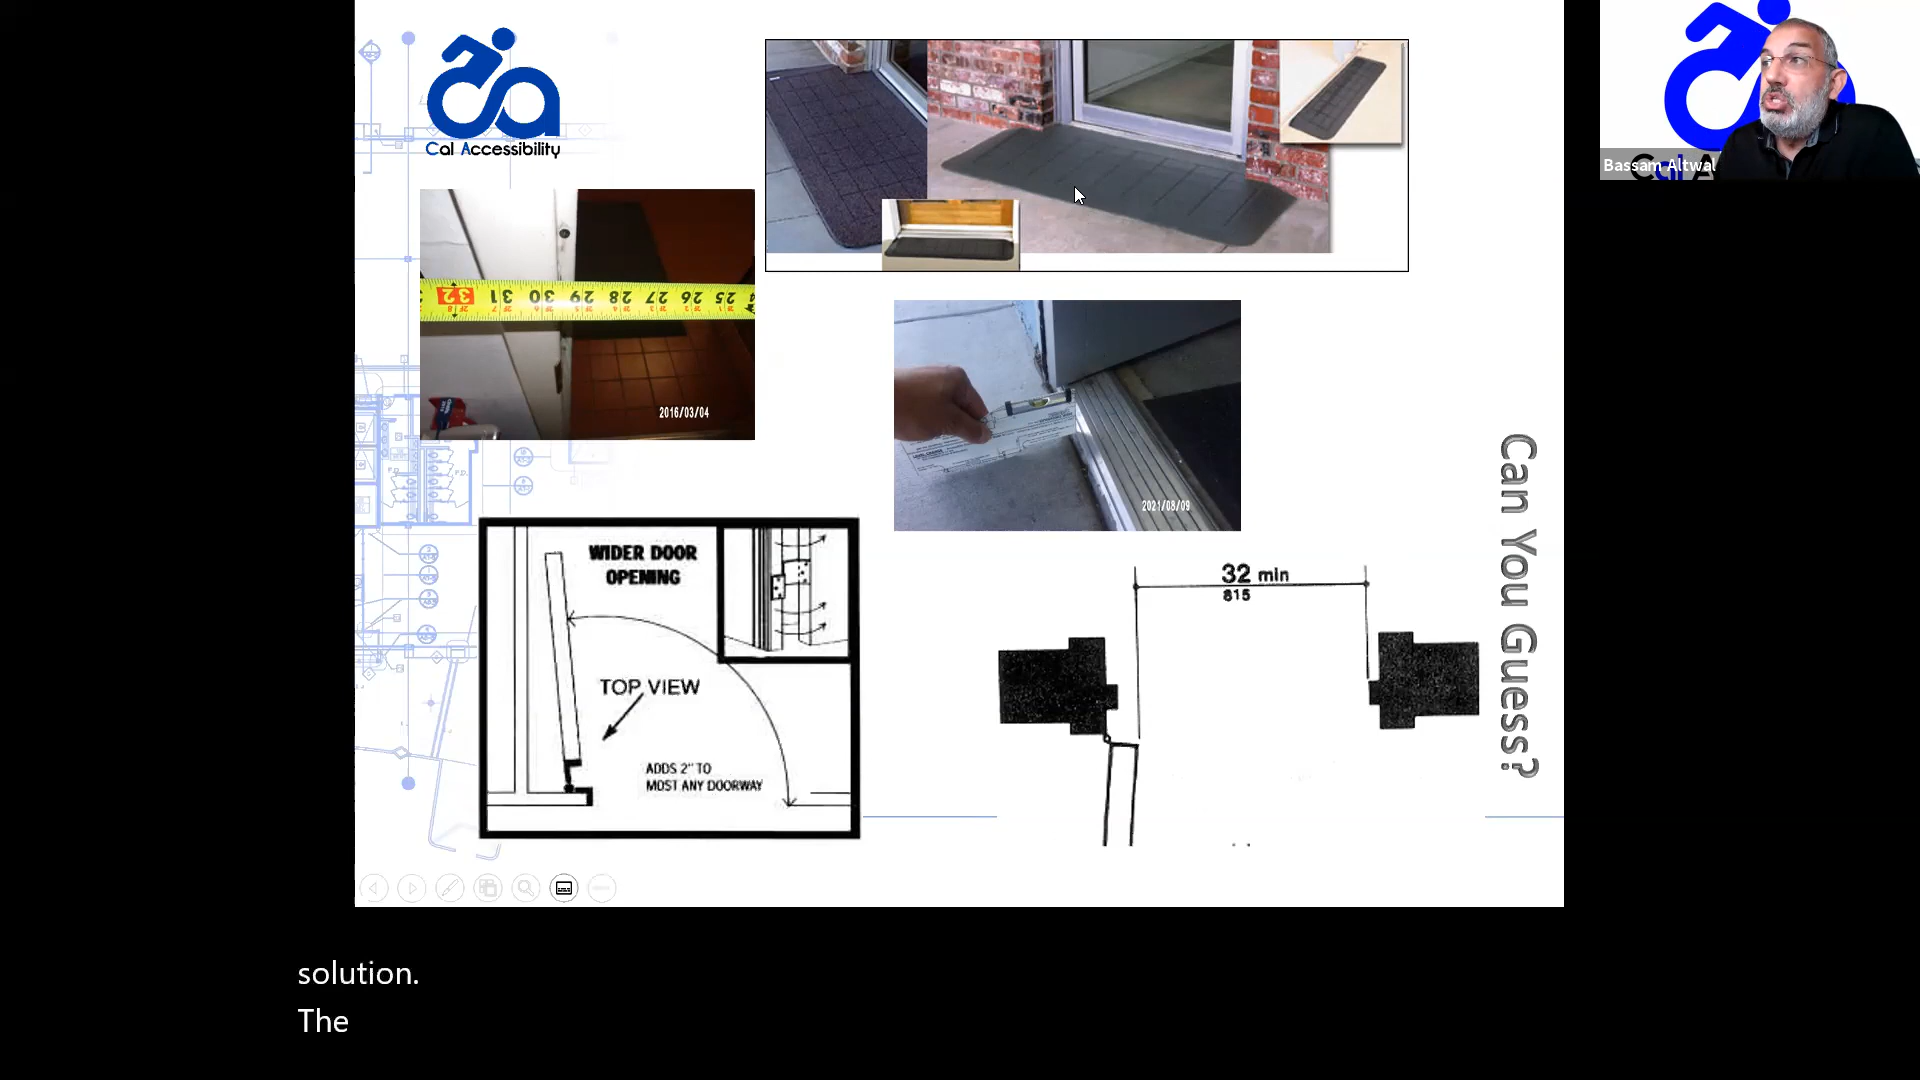 Cal Accessibility
Bassam Altwal
32 31 30 29 28 27 26 25
2016/03/04
2021/08/09
WIDER DOOR
OPENING
TOP VIEW
ADDS 2" TO
MOST ANY DOORWAY
32 min
815
Can You Guess?
solution.
The